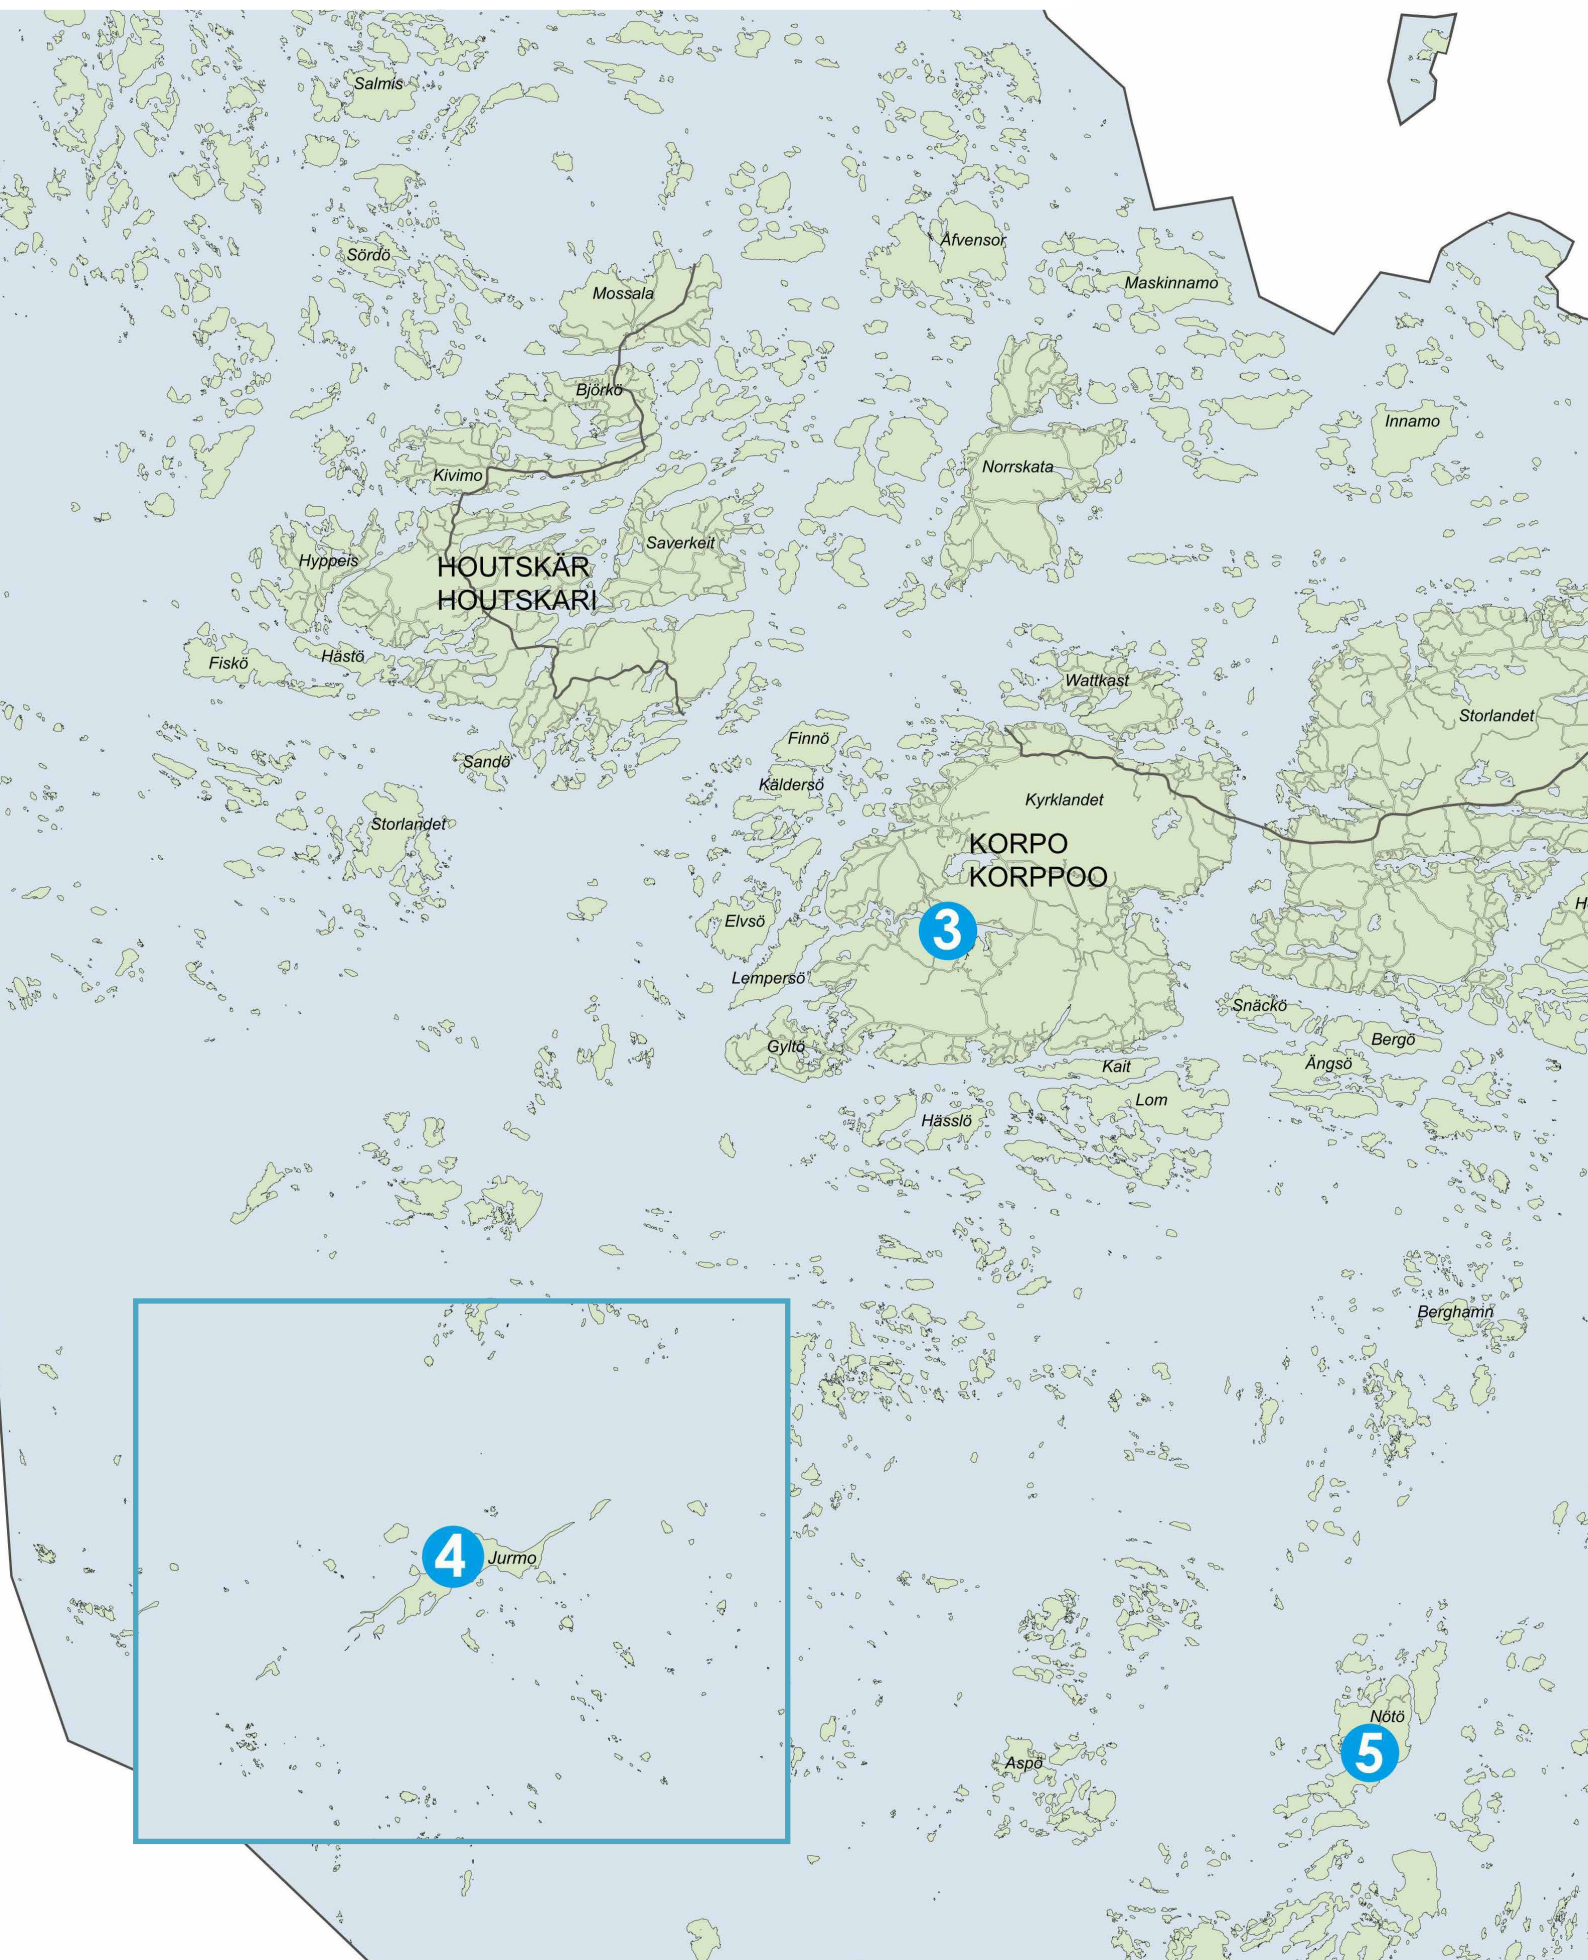 Salmis
Åfvensor
Sördö
Maskinnamo
Mossala
Björkö
Innamo
Norrskata
Kivimo
Saverkeit
Hyppeis
HOUTSKÄR
HOUTSKARI
Hästö
Fiskö
Wattkast
Storlandet
Finnö
Sandö
Käldersö
Kyrklandet
Storlandet
KORPO
KORPPOO
Elvsö
3
Lempersö
Snäckö
Bergö
Gyltö
Ängsö
Kait
Lom
Hässlö
Berghamn
4
Jurmo
Nötö
5
Aspö